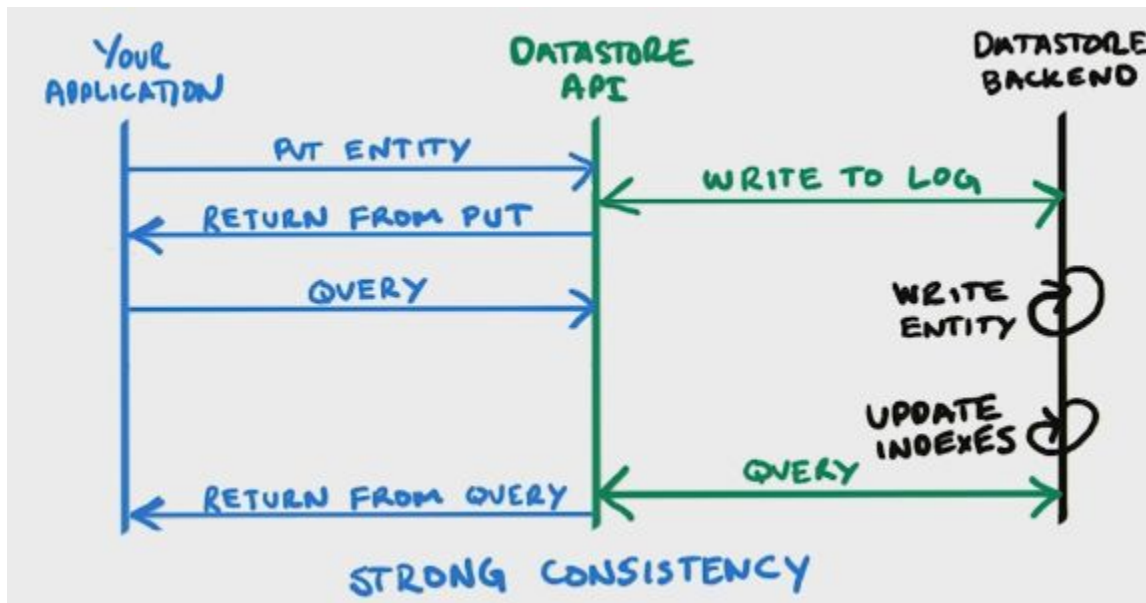 YOUR
APPLICATION
DATASTORE
API
DATASTORE
BACKEND
PUT ENTITY
WRITE TO LOG
RETURN FROM PUT
QUERY
WRITE
ENTITY
UPDATE
INDEXES
QUERY
RETURN FROM QUERY
STRONG CONSISTENCY